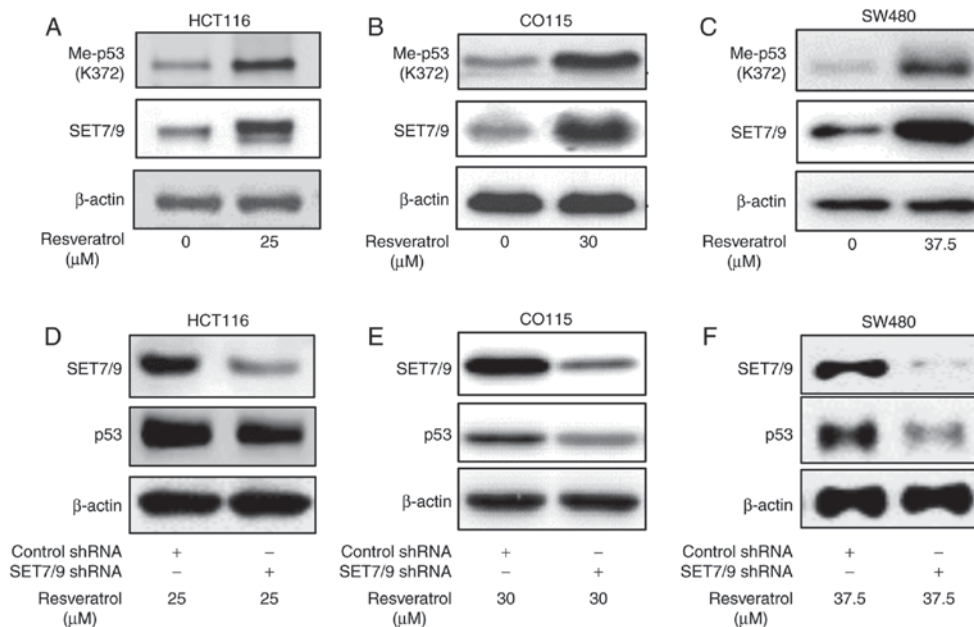 A
HCT116
Me-p53
(K372)
SET7/9
β-actin
Resveratrol
(μM)
0 25
B
CO115
Me-p53
(K372)
SET7/9
β-actin
Resveratrol
(μM)
0 30
C
SW480
Me-p53
(K372)
SET7/9
β-actin
Resveratrol
(μM)
0 37.5
D
HCT116
SET7/9
p53
β-actin
Control shRNA + –
SET7/9 shRNA – +
Resveratrol 25 25
(μM)
E
CO115
SET7/9
p53
β-actin
Control shRNA + –
SET7/9 shRNA – +
Resveratrol 30 30
(μM)
F
SW480
SET7/9
p53
β-actin
Control shRNA + –
SET7/9 shRNA – +
Resveratrol 37.5 37.5
(μM)